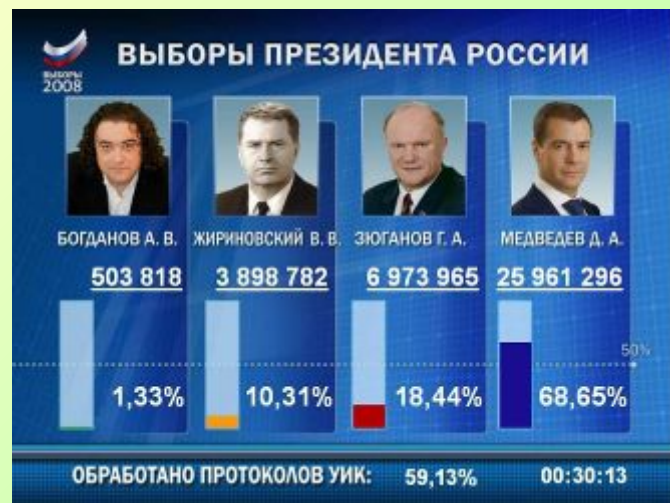 ВЫБОРЫ ПРЕЗИДЕНТА РОССИИ
ВЫБОРЫ
2008
БОГДАНОВ А. В. ЖИРИНОВСКИЙ В. В. ЗЮГАНОВ Г. А. МЕДВЕДЕВ Д. А.
503 818 3 898 782 6 973 965 25 961 296
50%
1,33% 10,31% 18,44% 68,65%
ОБРАБОТАНО ПРОТОКОЛОВ УИК: 59,13% 00:30:13